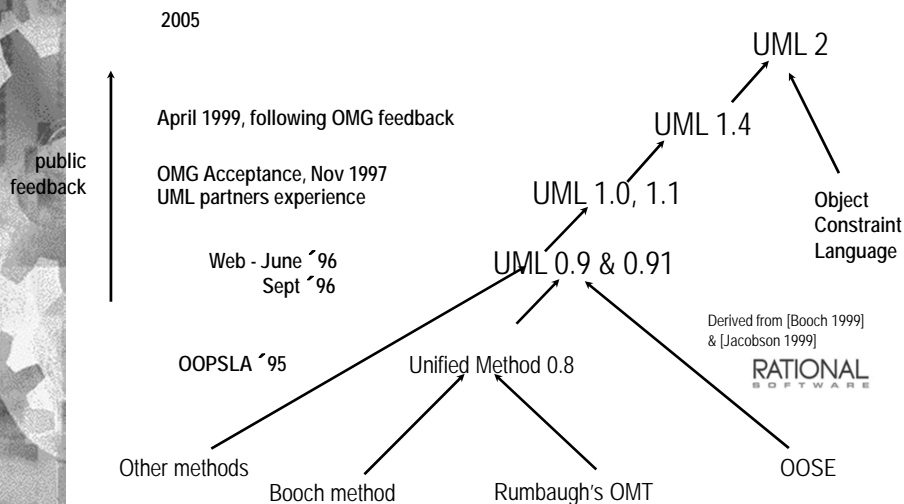 2005
UML 2
April 1999, following OMG feedback
UML 1.4
public
feedback
OMG Acceptance, Nov 1997
UML partners experience
UML 1.0, 1.1
Object
Constraint
Language
Web - June ´96
Sept ´96
UML 0.9 & 0.91
Derived from [Booch 1999]
& [Jacobson 1999]
RATIONAL
SOFTWARE
OOPSLA ´95
Unified Method 0.8
Other methods
OOSE
Booch method
Rumbaugh's OMT